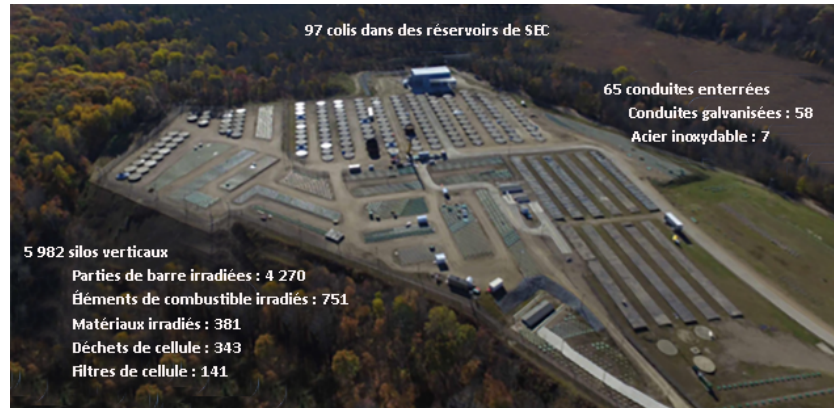 97 colis dans des réservoirs de SEC
65 conduites enterrées
Conduites galvanisées : 58
Acier inoxydable : 7
5 982 silos verticaux
Parties de barre irradiées : 4 270
Éléments de combustible irradiés : 751
Matériaux irradiés : 381
Déchets de cellule : 343
Filtres de cellule : 141